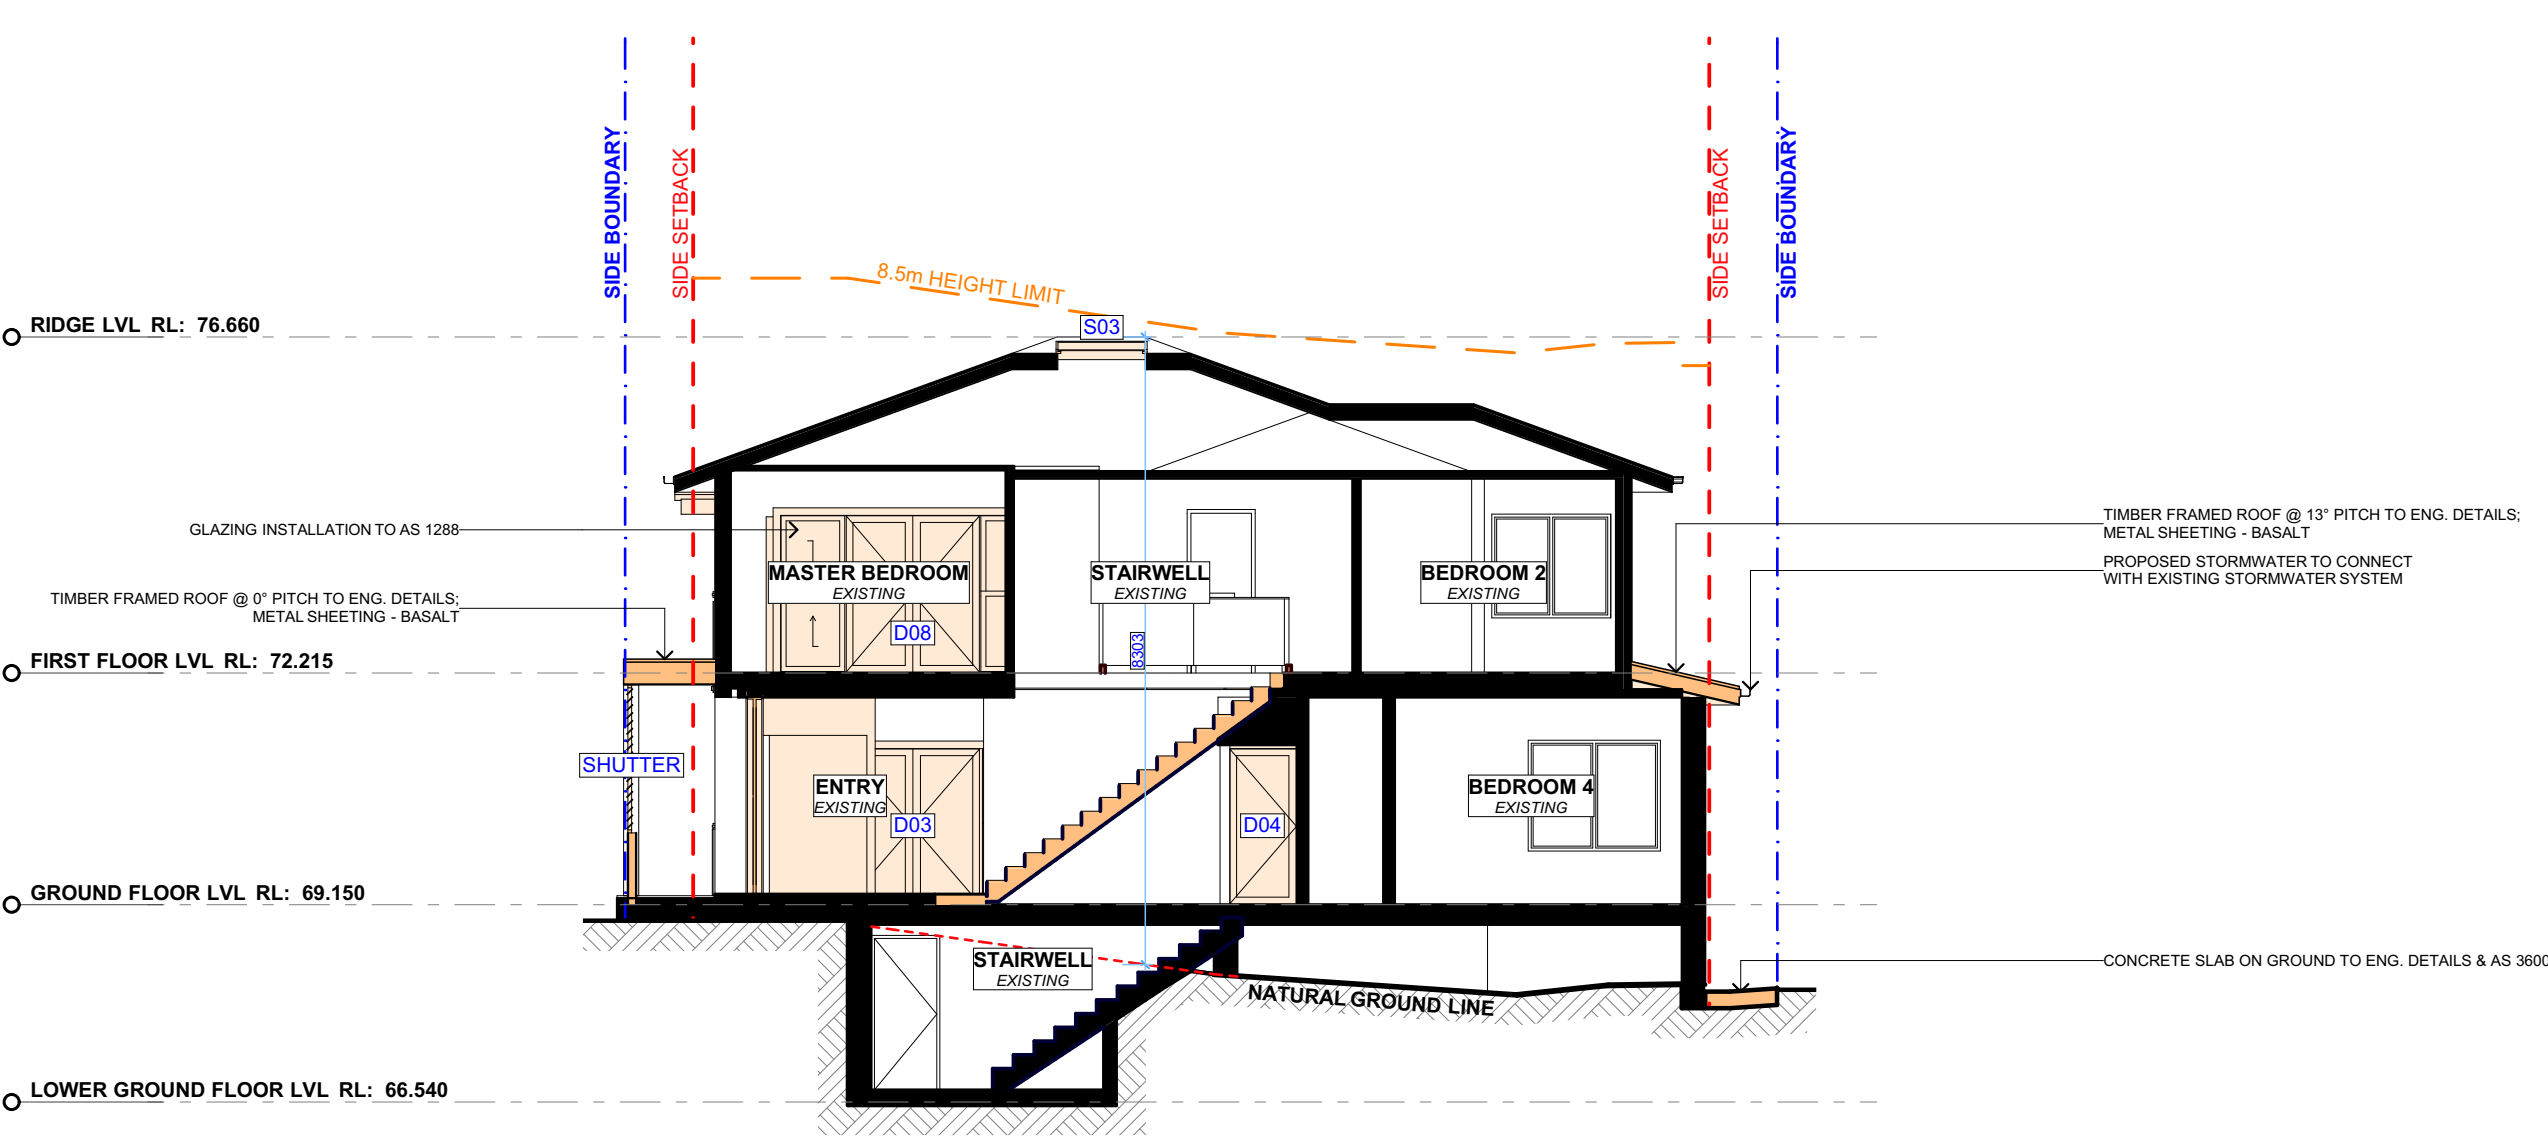 SIDE BOUNDARY
SIDE SETBACK
SIDE SETBACK
SIDE BOUNDARY
8.5m HEIGHT LIMIT
RIDGE LVL RL: 76.660
S03
GLAZING INSTALLATION TO AS 1288
TIMBER FRAMED ROOF @ 13° PITCH TO ENG. DETAILS;
METAL SHEETING - BASALT
PROPOSED STORMWATER TO CONNECT
WITH EXISTING STORMWATER SYSTEM
MASTER BEDROOM
EXISTING
STAIRWELL
EXISTING
BEDROOM 2
EXISTING
TIMBER FRAMED ROOF @ 0° PITCH TO ENG. DETAILS;
METAL SHEETING - BASALT
D08
8303
FIRST FLOOR LVL RL: 72.215
SHUTTER
ENTRY
EXISTING
BEDROOM 4
EXISTING
D03
D04
GROUND FLOOR LVL RL: 69.150
STAIRWELL
EXISTING
CONCRETE SLAB ON GROUND TO ENG. DETAILS & AS 3600
NATURAL GROUND LINE
LOWER GROUND FLOOR LVL RL: 66.540